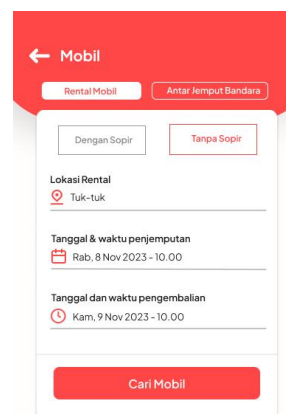 Mobil
Rental Mobil
Antar Jemput Bandara
Dengan Sopir
Tanpa Sopir
Lokasi Rental
Tuk-tuk
Tanggal & waktu penjemputan
Rab, 8 Nov 2023 - 10.00
Tanggal dan waktu pengembalian
Kam, 9 Nov 2023 - 10.00
Cari Mobil